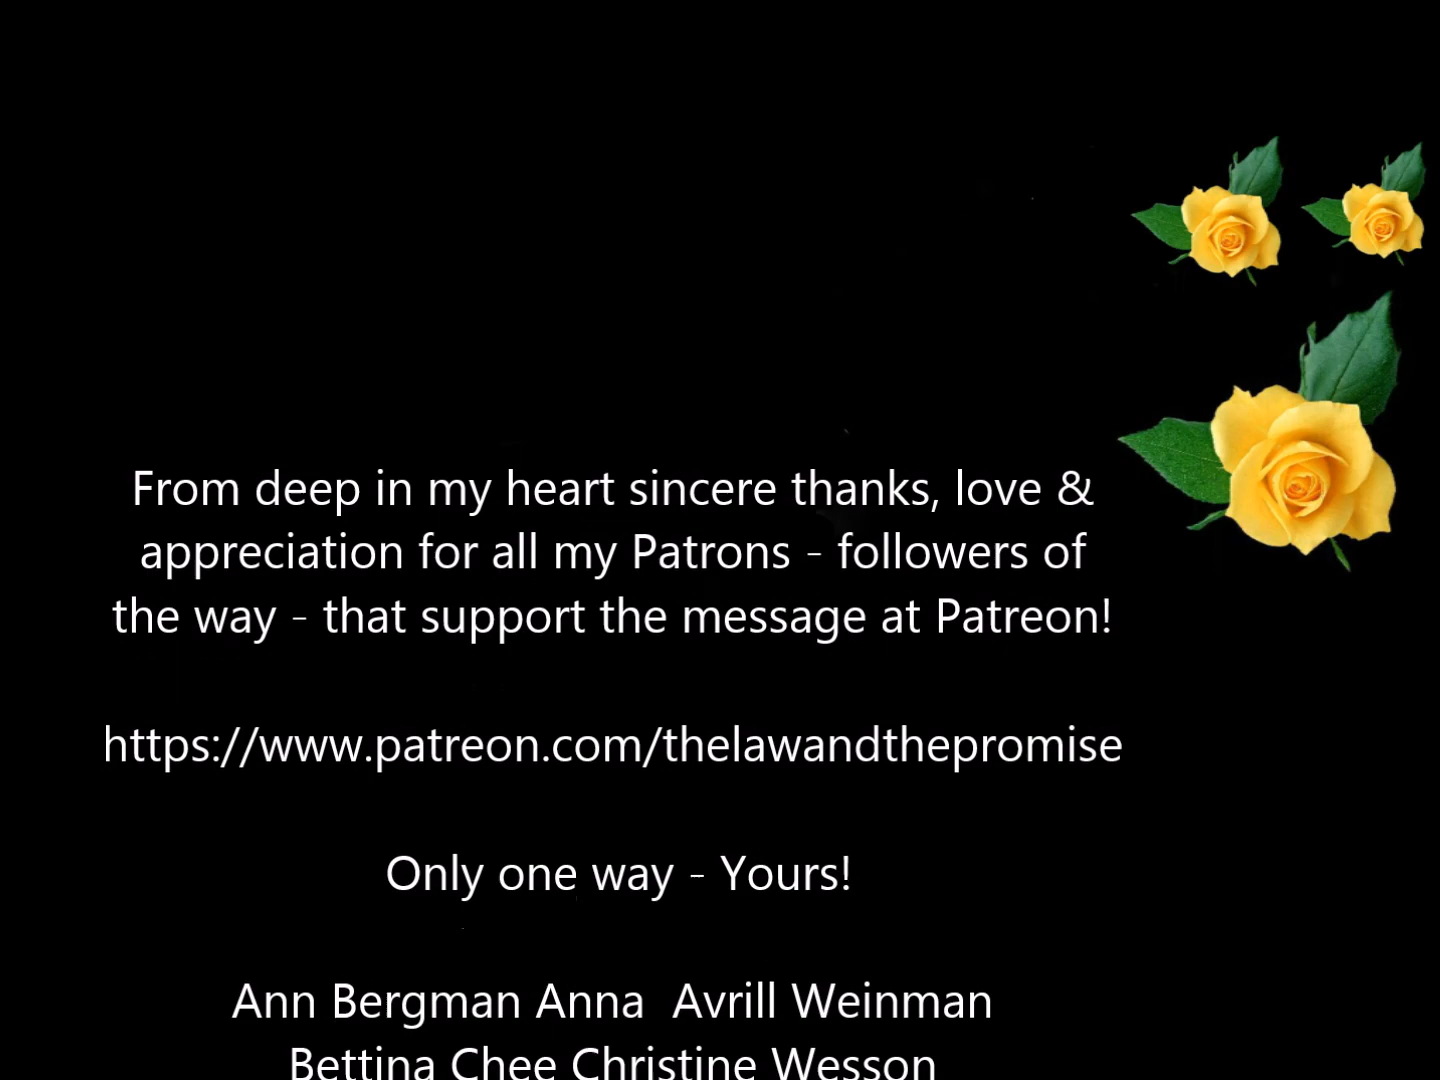 From deep in my heart sincere thanks, love &
appreciation for all my Patrons - followers of
the way - that support the message at Patreon!
https://www.patreon.com/thelawandthepromise
Only one way - Yours!
Ann Bergman Anna  Avrill Weinman
Bettina Chee Christine Wesson